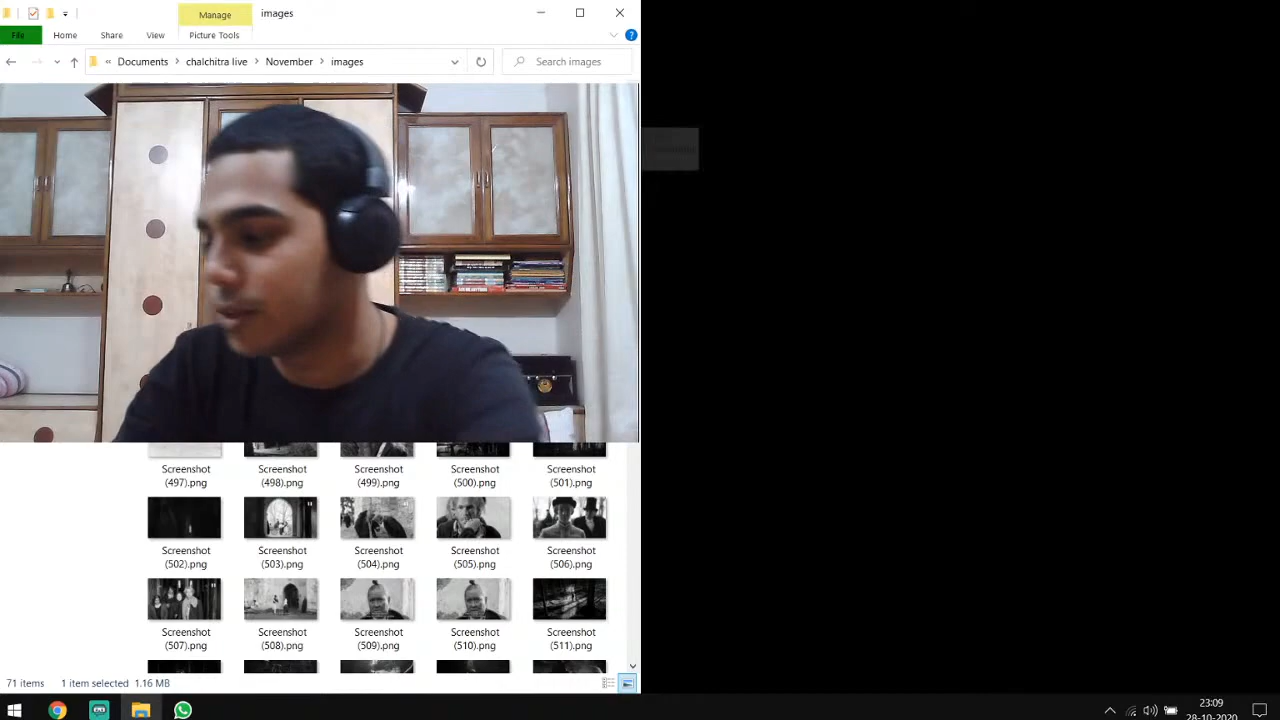 Manage
images
File
Home
Share
View
Picture Tools
« Documents > chalchitra live > November > images
Search images
Screenshot (497).png
Screenshot (498).png
Screenshot (499).png
Screenshot (500).png
Screenshot (501).png
Screenshot (502).png
Screenshot (503).png
Screenshot (504).png
Screenshot (505).png
Screenshot (506).png
Screenshot (507).png
Screenshot (508).png
Screenshot (509).png
Screenshot (510).png
Screenshot (511).png
71 items
1 item selected 1.16 MB
23:09
28-10-2020